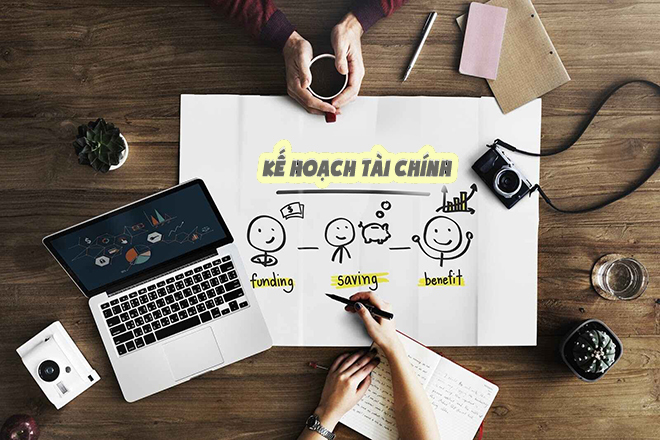 KẾ HOẠCH TÀI CHÍNH
$
funding saving benefit